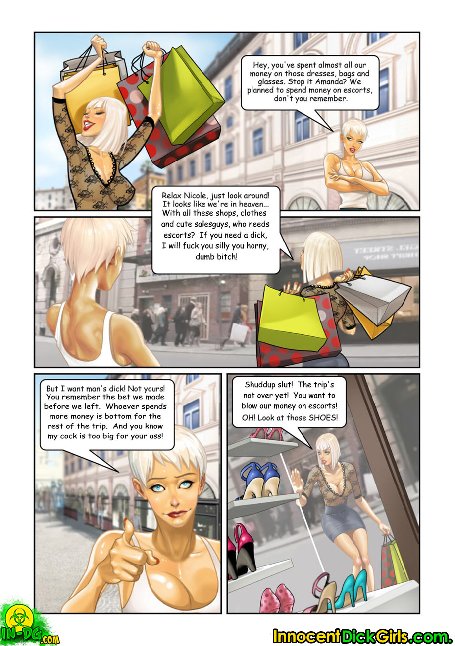 Hey, you've spent almost all our
money on those dresses, bags and
glasses. Stop it Amanda? We
planned to spend money on escorts,
don't you remember.
Relax Nicole, just look around!
It looks like we're in heaven...
With all these shops, clothes
and cute salesguys, who needs
escorts? If you need a dick,
I will fuck you silly you horny,
dumb bitch!
But I want man's dick! Not yours!
You remember the bet we made
before we left. Whoever spends
more money is bottom for the
rest of the trip. And you know
my cock is too big for your ass!
Shuddup slut! The trip's
not over yet! You want to
blow our money on escorts!
OH! Look at those SHOES!
IN-DG.com
InnocentDickGirls.com